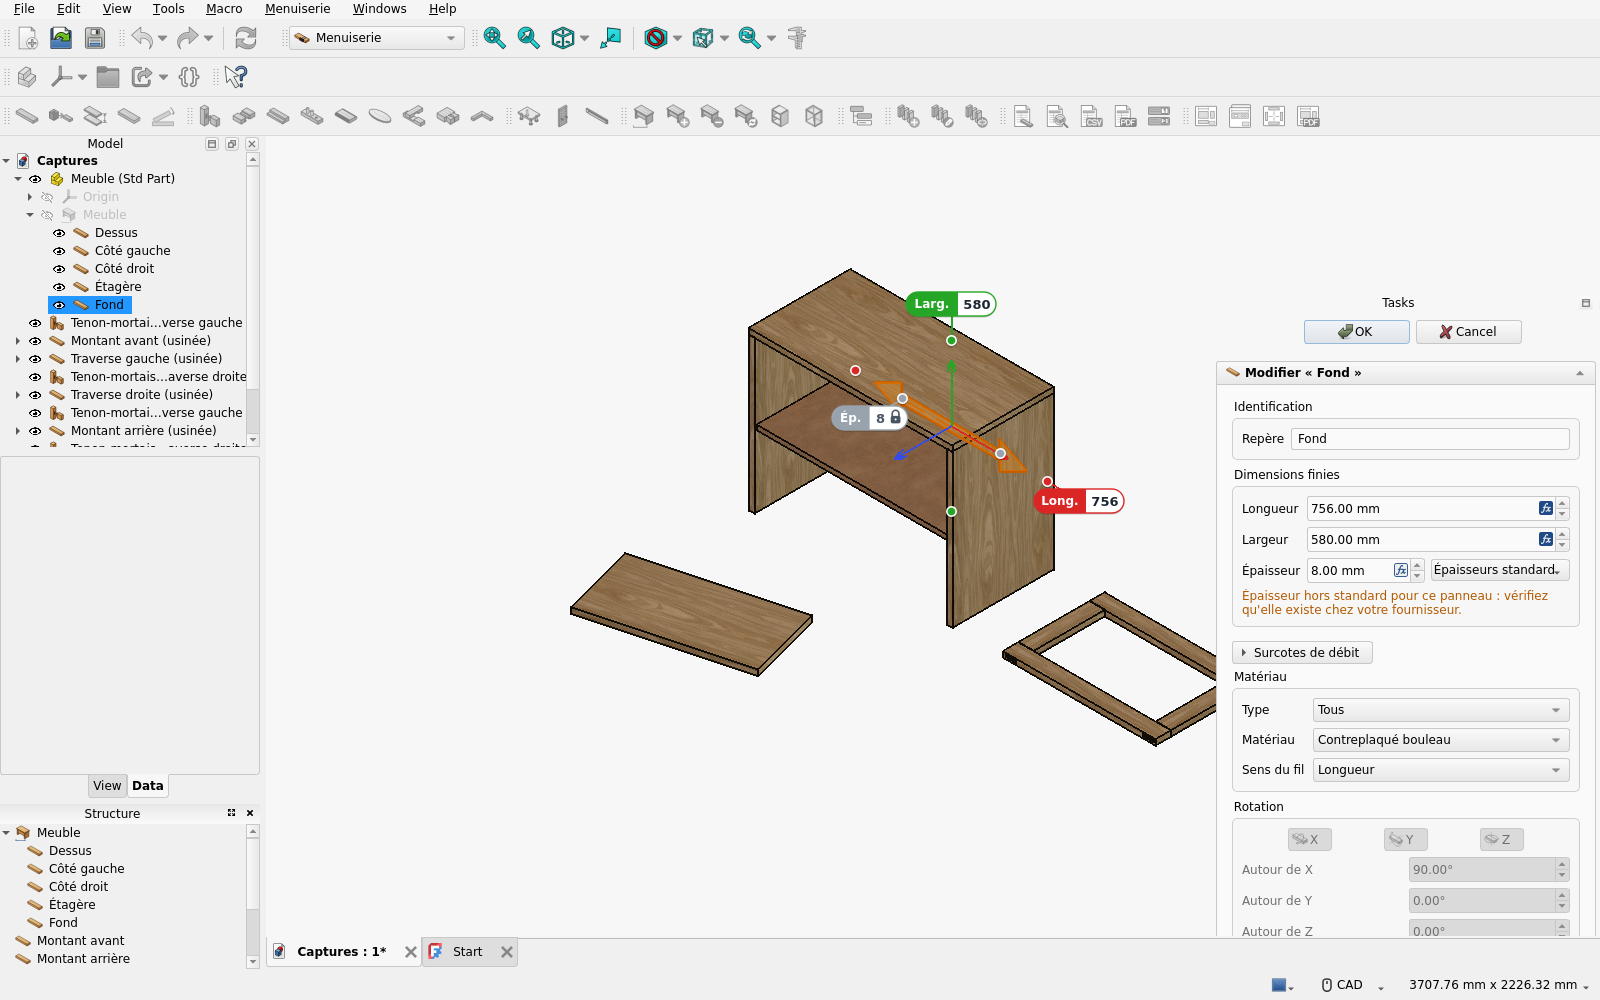 File Edit View Tools Macro Menuiserie Windows Help
Menuiserie
Model
Captures
Meuble (Std Part)
Origin
Meuble
Dessus
Côté gauche
Côté droit
Étagère
Fond
Tenon-mortai...verse gauche
Montant avant (usinée)
Traverse gauche (usinée)
Tenon-mortais...averse droite
Traverse droite (usinée)
Tenon-mortai...verse gauche
Montant arrière (usinée)
View Data
Structure
Meuble
Dessus
Côté gauche
Côté droit
Étagère
Fond
Montant avant
Montant arrière
Larg. 580
Ép. 8
Long. 756
Captures : 1*
Start
Tasks
OK Cancel
Modifier « Fond »
Identification
Repère Fond
Dimensions finies
Longueur 756.00 mm
Largeur 580.00 mm
Épaisseur 8.00 mm Épaisseurs standard
Épaisseur hors standard pour ce panneau : vérifiez
qu'elle existe chez votre fournisseur.
Surcotes de débit
Matériau
Type Tous
Matériau Contreplaqué bouleau
Sens du fil Longueur
Rotation
X Y Z
Autour de X 90.00°
Autour de Y 0.00°
Autour de Z 0.00°
CAD 3707.76 mm x 2226.32 mm